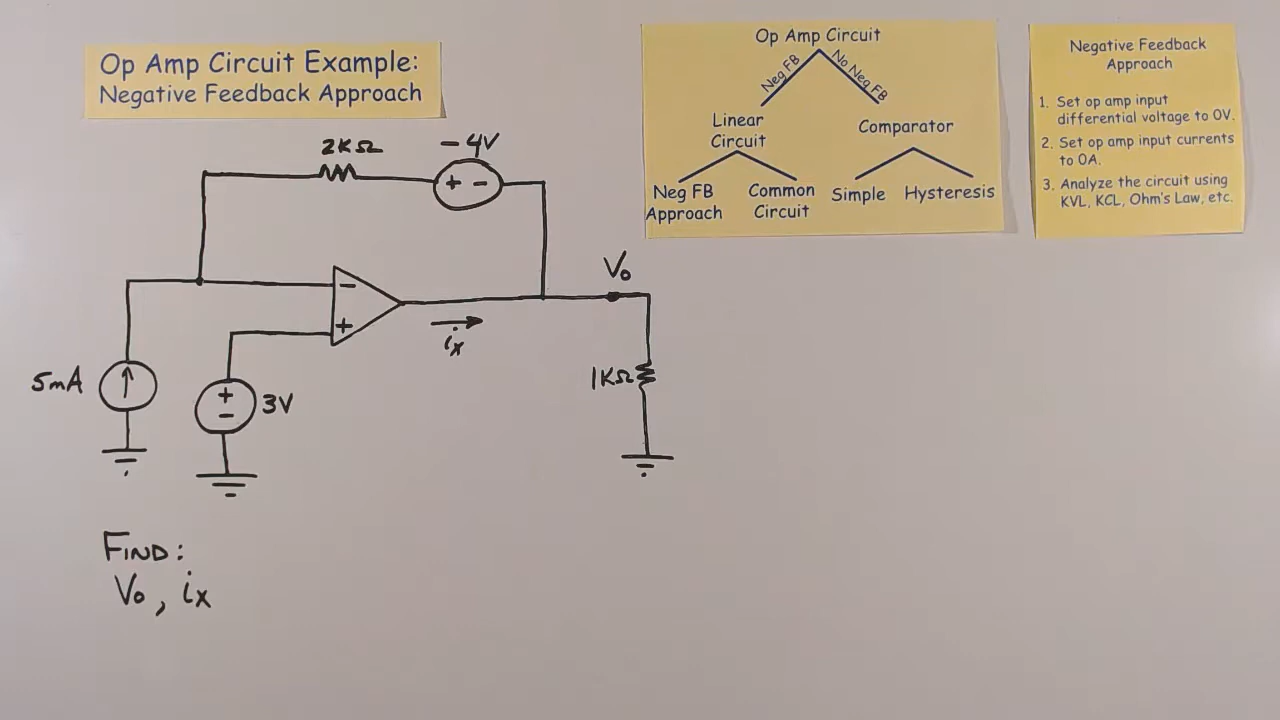 Op Amp Circuit Example:
Negative Feedback Approach
Op Amp Circuit
Neg FB
No Neg FB
Linear
Circuit
Comparator
Neg FB
Approach
Common
Circuit
Simple
Hysteresis
Negative Feedback
Approach
1. Set op amp input
differential voltage to 0V.
2. Set op amp input currents
to 0A.
3. Analyze the circuit using
KVL, KCL, Ohm's Law, etc.
2KΩ
-4V
+ -
-
+
Vo
ix
5mA
+
-
3V
1KΩ
FIND:
Vo, ix